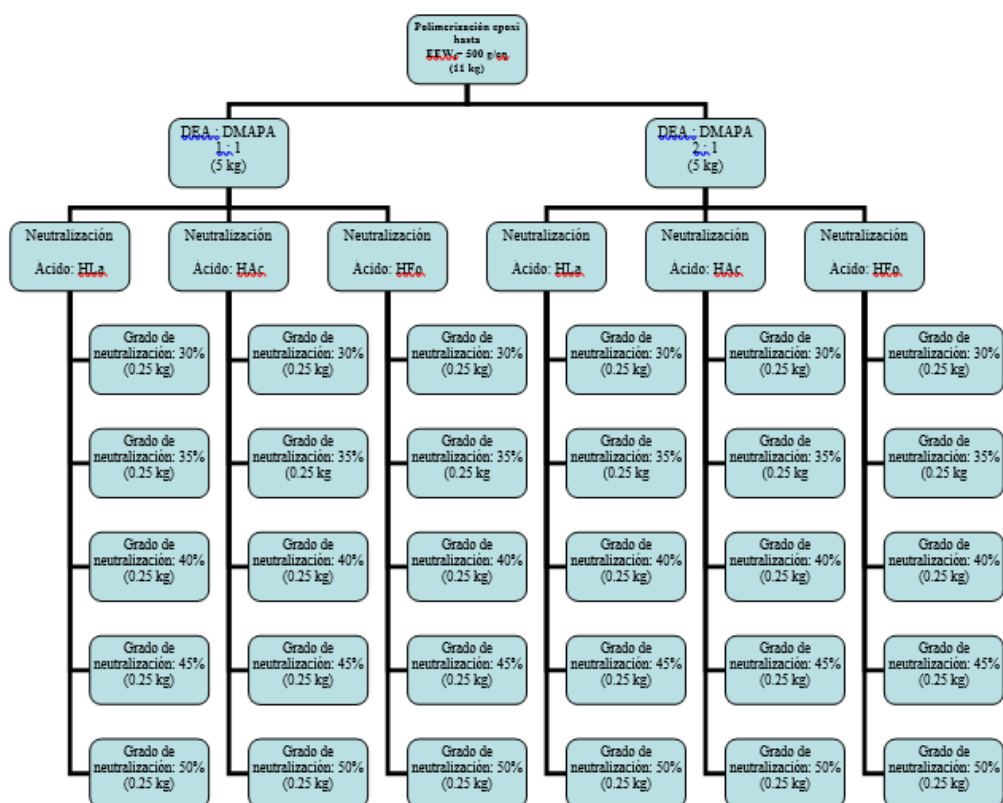 Polimerización epoxi
hasta
EEWf= 500 g/eq
(11 kg)
DEA : DMAPA
1 : 1
(5 kg)
DEA : DMAPA
2 : 1
(5 kg)
Neutralización
Ácido: HLa
Neutralización
Ácido: HAc
Neutralización
Ácido: HFo
Neutralización
Ácido: HLa
Neutralización
Ácido: HAc
Neutralización
Ácido: HFo
Grado de
neutralización: 30%
(0.25 kg)
Grado de
neutralización: 30%
(0.25 kg)
Grado de
neutralización: 30%
(0.25 kg)
Grado de
neutralización: 30%
(0.25 kg)
Grado de
neutralización: 30%
(0.25 kg)
Grado de
neutralización: 30%
(0.25 kg)
Grado de
neutralización: 35%
(0.25 kg)
Grado de
neutralización: 35%
(0.25 kg
Grado de
neutralización: 35%
(0.25 kg
Grado de
neutralización: 35%
(0.25 kg
Grado de
neutralización: 35%
(0.25 kg
Grado de
neutralización: 35%
(0.25 kg
Grado de
neutralización: 40%
(0.25 kg)
Grado de
neutralización: 40%
(0.25 kg)
Grado de
neutralización: 40%
(0.25 kg)
Grado de
neutralización: 40%
(0.25 kg)
Grado de
neutralización: 40%
(0.25 kg)
Grado de
neutralización: 40%
(0.25 kg)
Grado de
neutralización: 45%
(0.25 kg)
Grado de
neutralización: 45%
(0.25 kg)
Grado de
neutralización: 45%
(0.25 kg)
Grado de
neutralización: 45%
(0.25 kg)
Grado de
neutralización: 45%
(0.25 kg)
Grado de
neutralización: 45%
(0.25 kg)
Grado de
neutralización: 50%
(0.25 kg)
Grado de
neutralización: 50%
(0.25 kg)
Grado de
neutralización: 50%
(0.25 kg)
Grado de
neutralización: 50%
(0.25 kg)
Grado de
neutralización: 50%
(0.25 kg)
Grado de
neutralización: 50%
(0.25 kg)